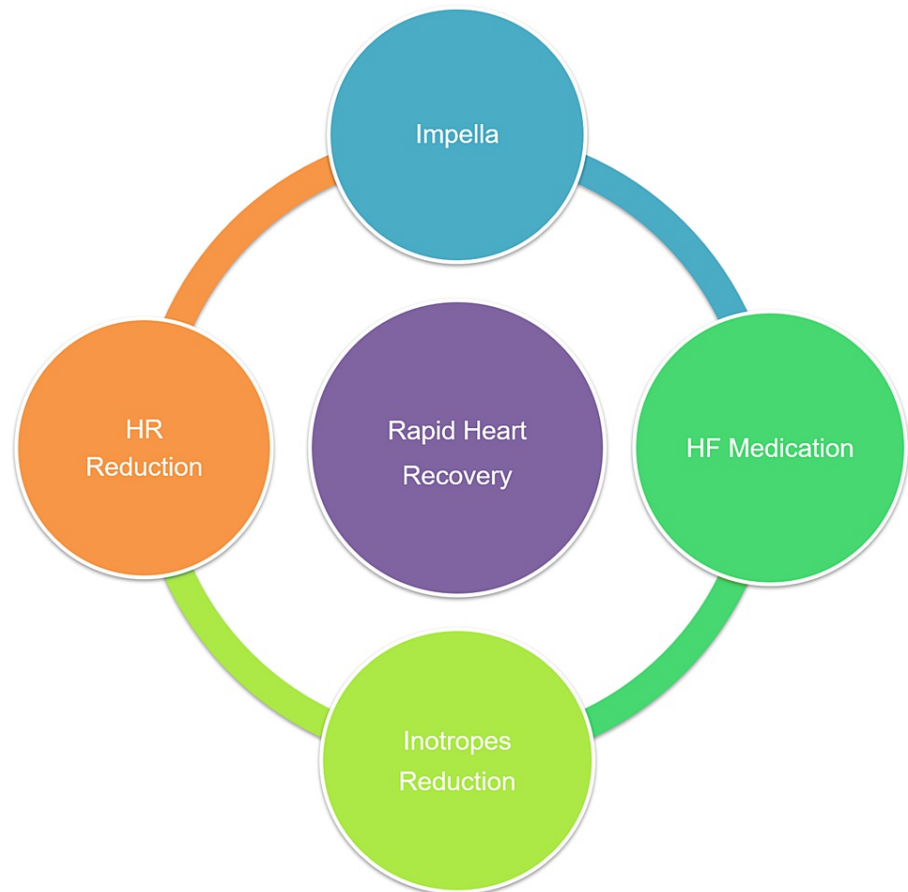 Impella
HR
Reduction
Rapid Heart
Recovery
HF Medication
Inotropes
Reduction